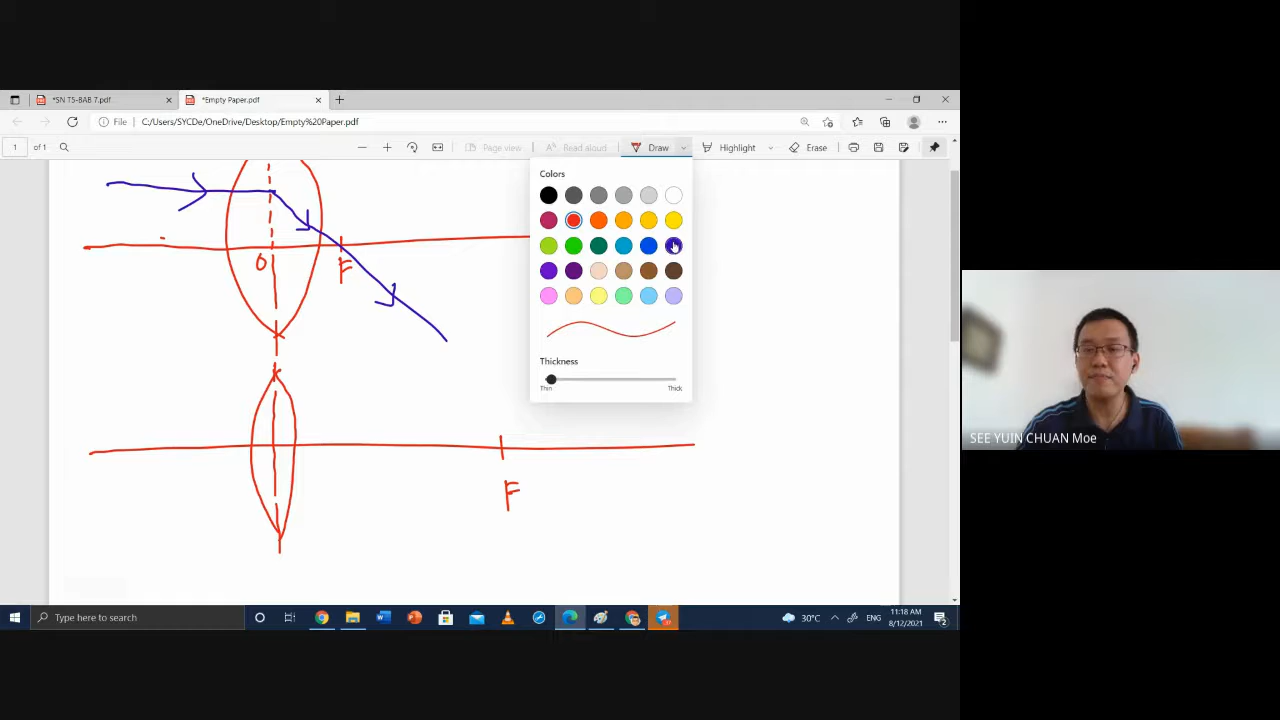 *SN T5-BAB 7.pdf
*Empty Paper.pdf
File
C:/Users/SYCDe/OneDrive/Desktop/Empty%20Paper.pdf
1
of 1
Page view
Read aloud
Draw
Highlight
Erase
Colors
Thickness
Thin
Thick
O
F
F
SEE YUIN CHUAN Moe
Type here to search
30°C
ENG
11:18 AM
8/12/2021
2